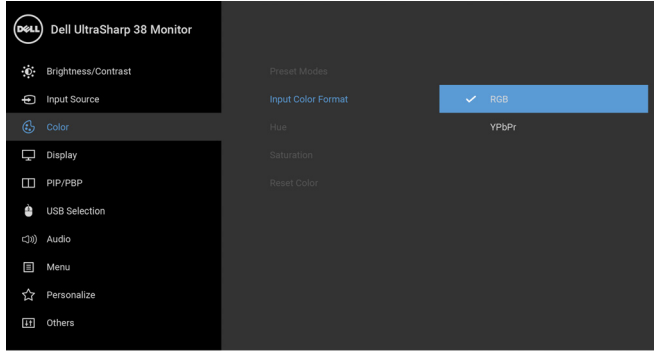 DELL Dell UltraSharp 38 Monitor
Brightness/Contrast Preset Modes
Input Source Input Color Format RGB
Color Hue YPbPr
Display Saturation
PIP/PBP Reset Color
USB Selection
Audio
Menu
Personalize
Others